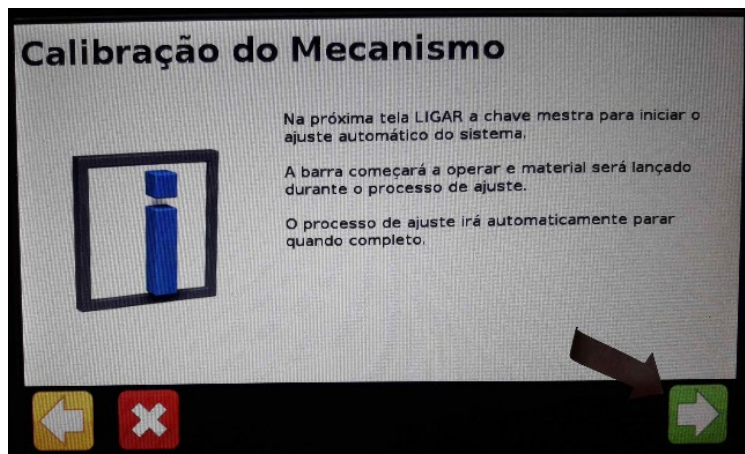 Calibração do Mecanismo
Na próxima tela LIGAR a chave mestra para iniciar o
ajuste automático do sistema.
A barra começará a operar e material será lançado
durante o processo de ajuste.
O processo de ajuste irá automaticamente parar
quando completo.